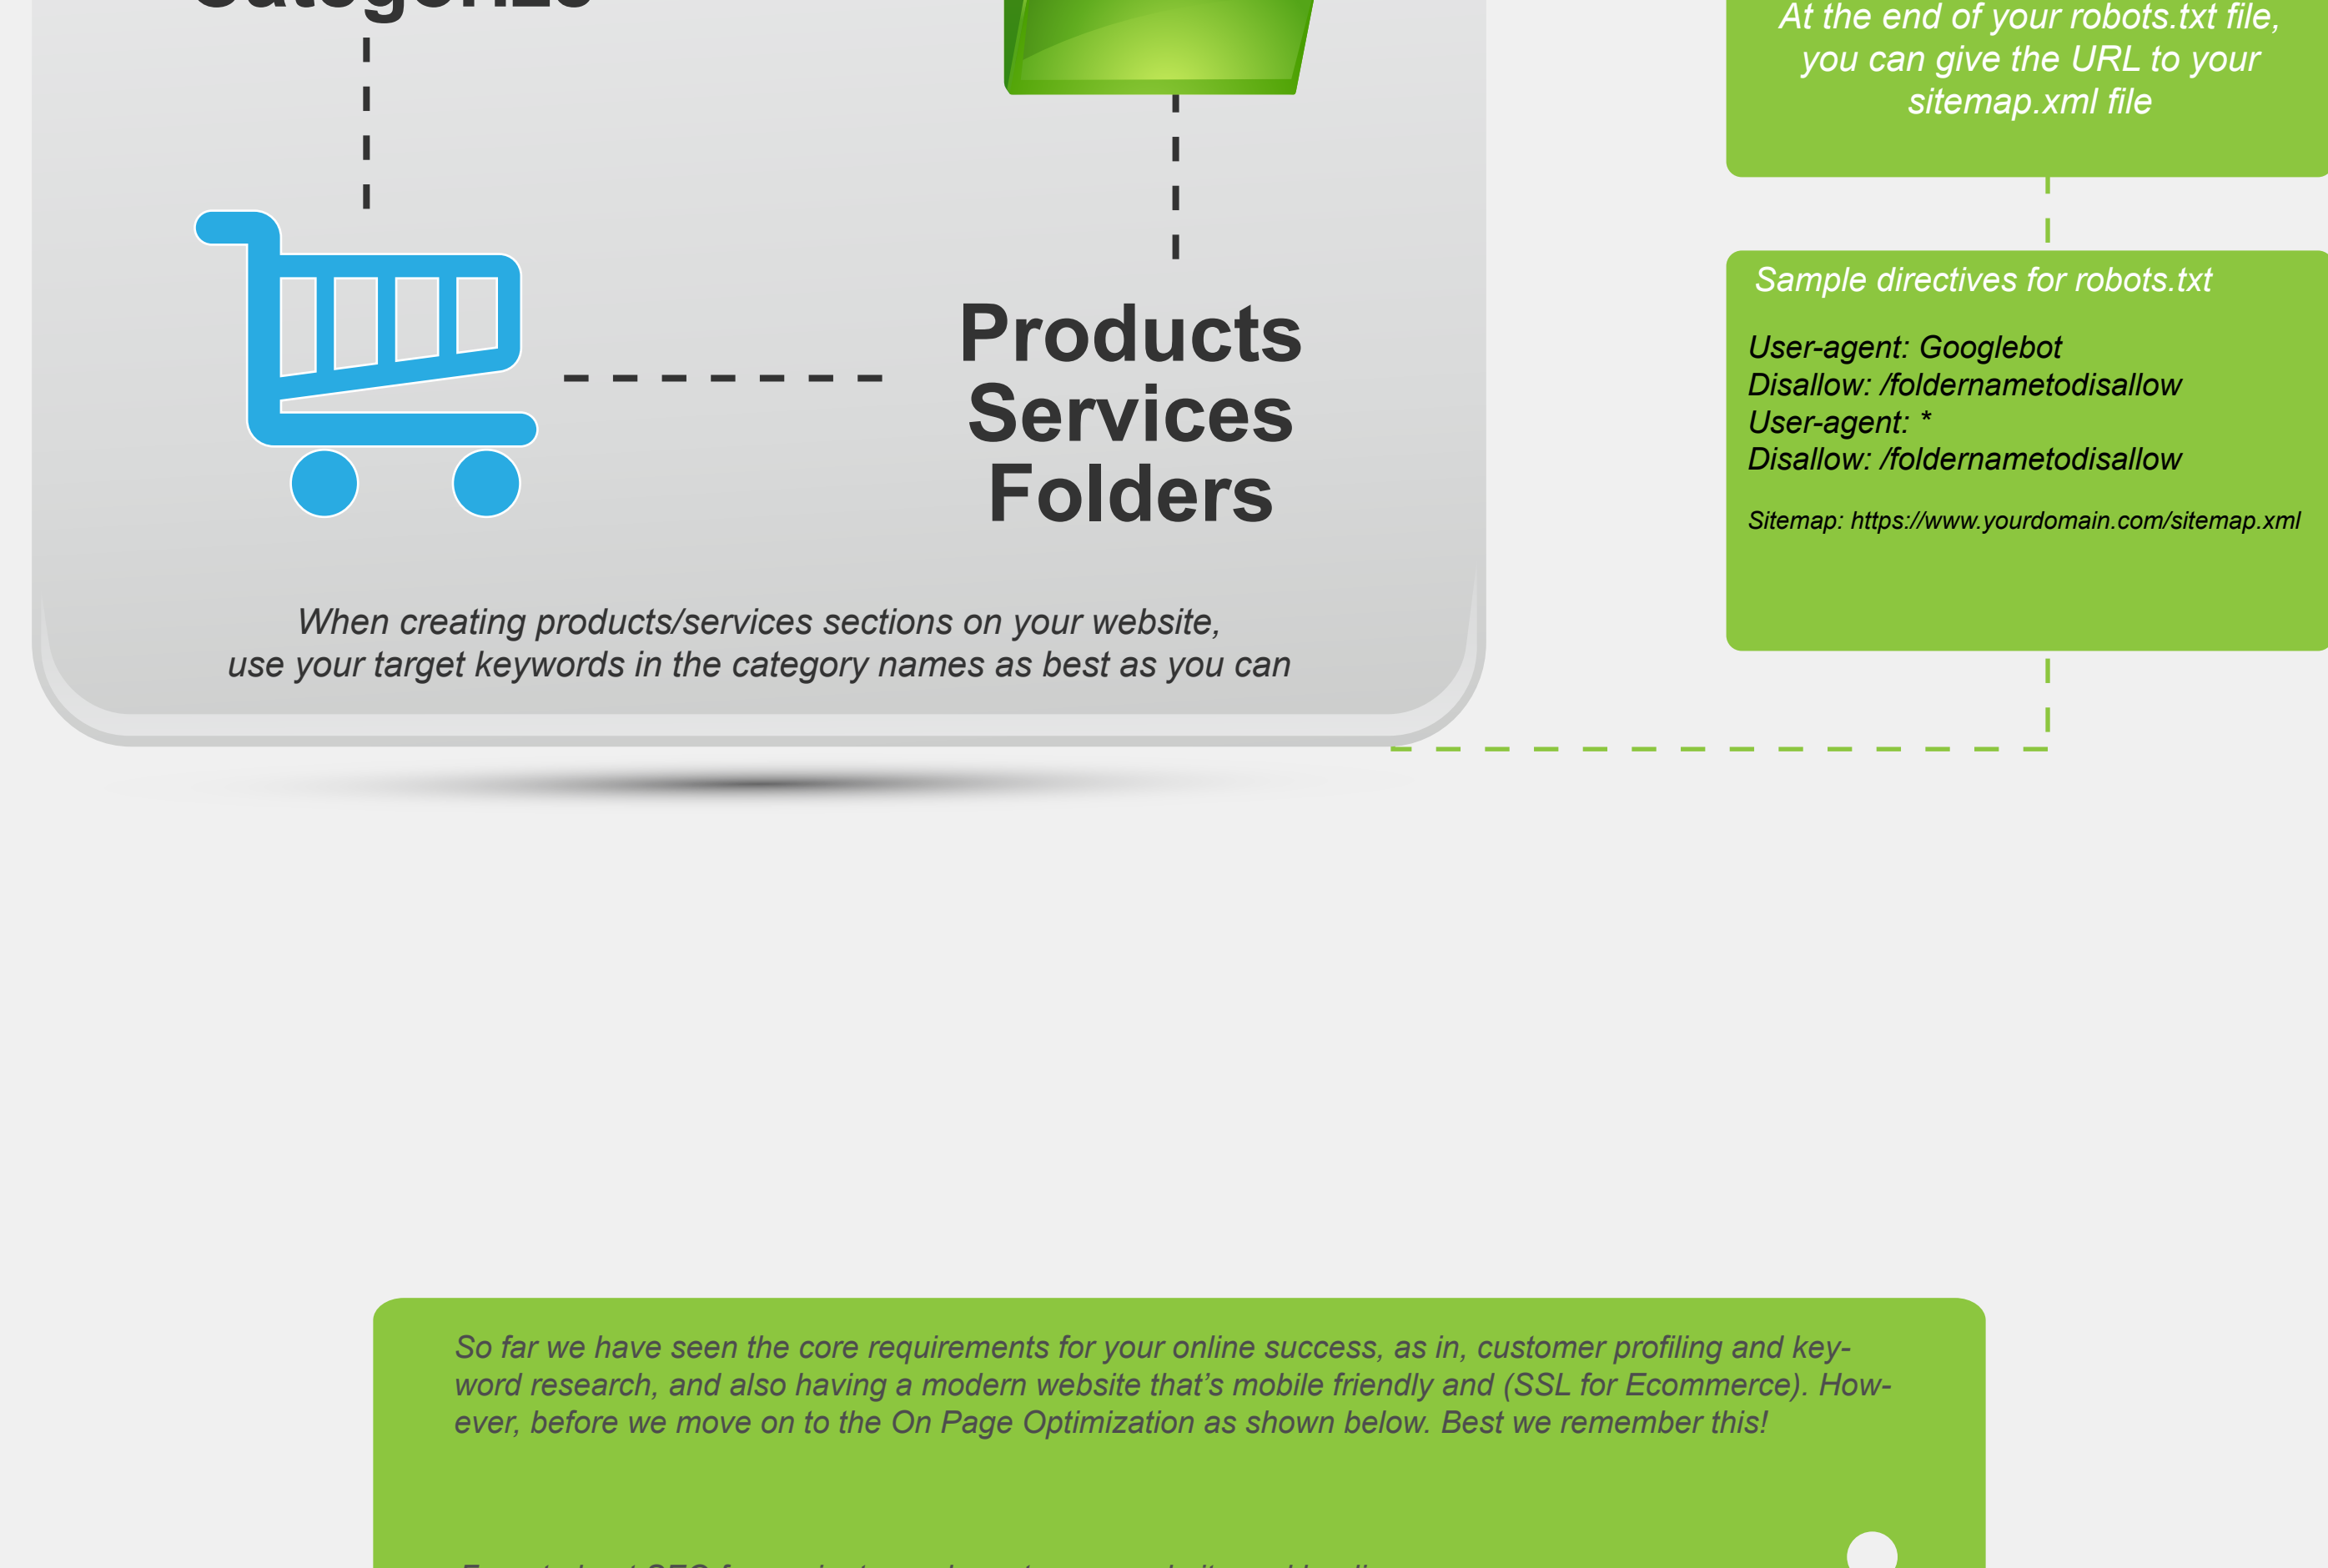 Categorize
Products
Services
Folders
When creating products/services sections on your website,
use your target keywords in the category names as best as you can
At the end of your robots.txt file,
you can give the URL to your
sitemap.xml file
Sample directives for robots.txt
User-agent: Googlebot
Disallow: /foldernametodisallow
User-agent: *
Disallow: /foldernametodisallow
Sitemap: https://www.yourdomain.com/sitemap.xml
So far we have seen the core requirements for your online success, as in, customer profiling and key-
word research, and also having a modern website that's mobile friendly and (SSL for Ecommerce). How-
ever, before we move on to the On Page Optimization as shown below. Best we remember this!